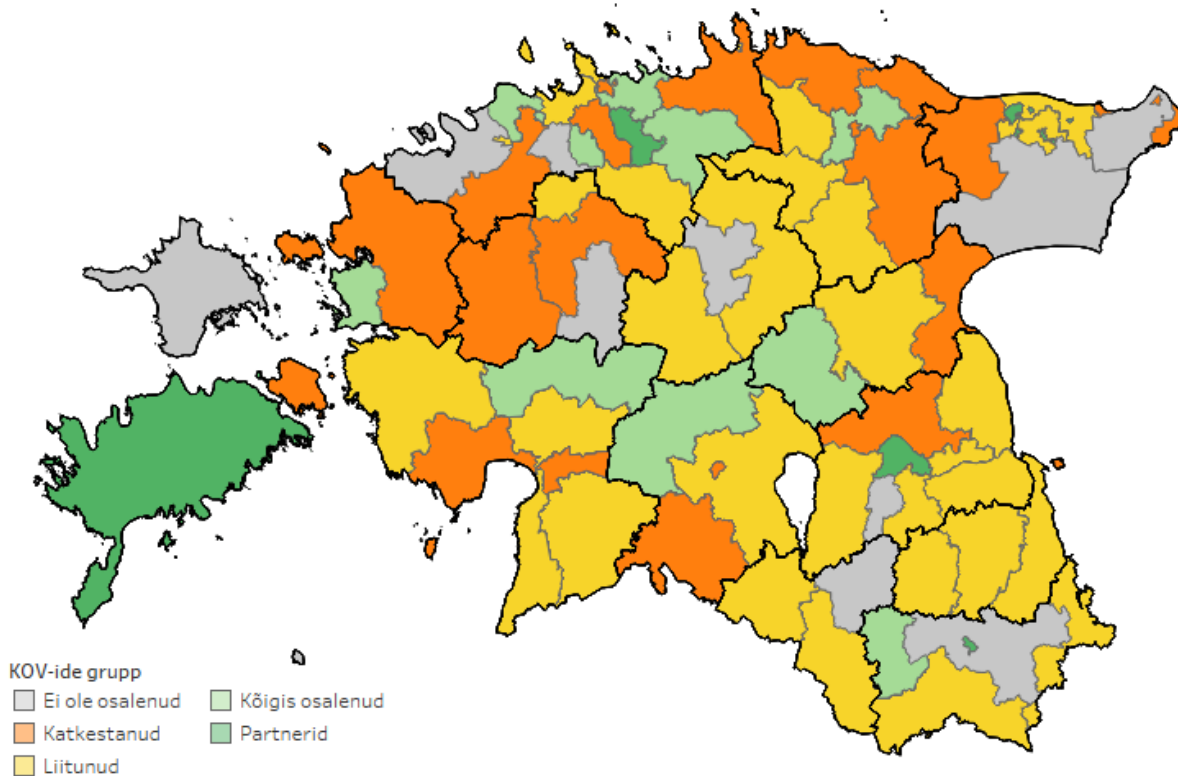 KOV-ide grupp
Ei ole osalenud
Kõigis osalenud
Katkestanud
Partnerid
Liitunud